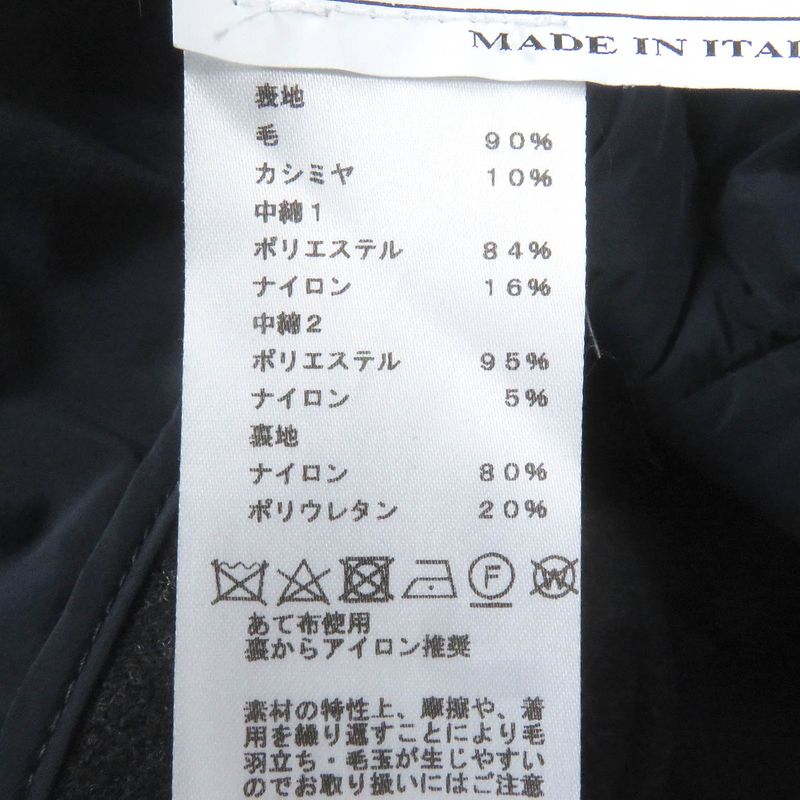 MADE IN ITAL
表地
毛 90%
カシミヤ 10%
中綿1
ポリエステル 84%
ナイロン 16%
中綿2
ポリエステル 95%
ナイロン 5%
裏地
ナイロン 80%
ポリウレタン 20%
F W
あて布使用
裏からアイロン推奨
素材の特性上、摩擦や、着
用を繰り返すことにより毛
羽立ち・毛玉が生じやすい
のでお取り扱いにはご注意